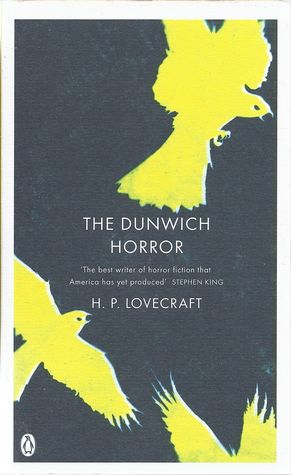 THE DUNWICH
HORROR
'The best writer of horror fiction that
America has yet produced' STEPHEN KING
H. P. LOVECRAFT